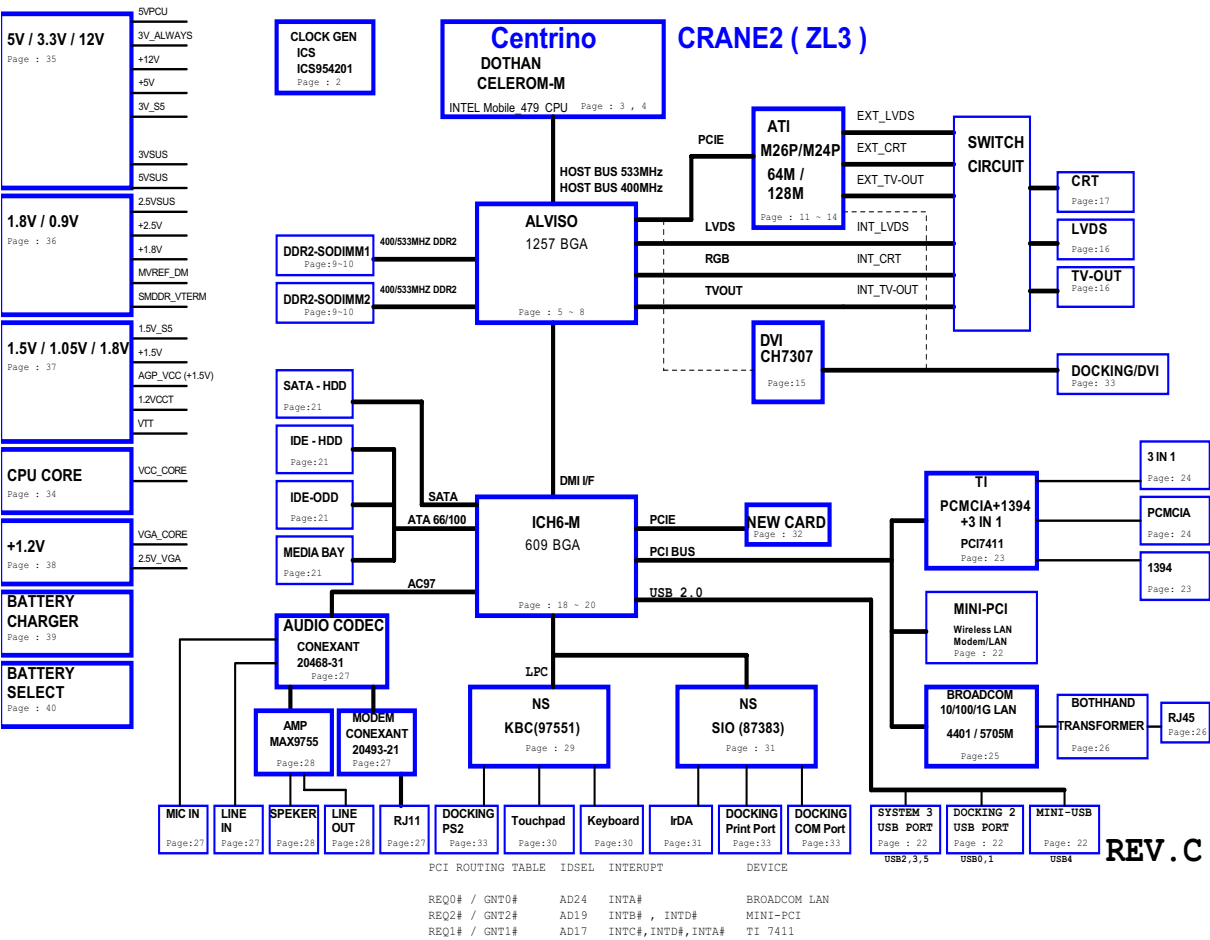 5V / 3.3V / 12V
Page : 35
5VPCU
3V_ALWAYS
+12V
+5V
3V_S5
3VSUS
5VSUS
1.8V / 0.9V
Page : 36
2.5VSUS
+2.5V
+1.8V
MVREF_DM
SMDDR_VTERM
1.5V / 1.05V / 1.8V
Page : 37
1.5V_S5
+1.5V
AGP_VCC (+1.5V)
1.2VCCT
VTT
CPU CORE
Page : 34
VCC_CORE
+1.2V
Page : 38
VGA_CORE
2.5V_VGA
BATTERY
CHARGER
Page : 39
BATTERY
SELECT
Page : 40
CLOCK GEN
ICS
ICS954201
Page : 2
Centrino
DOTHAN
CELEROM-M
INTEL Mobile_479 CPU Page : 3 , 4
CRANE2 ( ZL3 )
HOST BUS 533MHz
HOST BUS 400MHz
PCIE
ATI
M26P/M24P
64M /
128M
Page : 11 ~ 14
EXT_LVDS
EXT_CRT
EXT_TV-OUT
SWITCH
CIRCUIT
CRT
Page:17
LVDS
Page:16
TV-OUT
Page:16
ALVISO
1257 BGA
Page : 5 ~ 8
LVDS
RGB
TVOUT
INT_LVDS
INT_CRT
INT_TV-OUT
DDR2-SODIMM1
Page:9~10
400/533MHZ DDR2
DDR2-SODIMM2
Page:9~10
400/533MHZ DDR2
DVI
CH7307
Page:15
DOCKING/DVI
Page: 33
SATA - HDD
Page:21
IDE - HDD
Page:21
IDE-ODD
Page:21
MEDIA BAY
Page:21
SATA
ATA 66/100
AC97
DMI I/F
ICH6-M
609 BGA
Page : 18 ~ 20
PCIE
PCI BUS
USB 2.0
NEW CARD
Page : 32
TI
PCMCIA+1394
+3 IN 1
PCI7411
Page : 23
3 IN 1
Page: 24
PCMCIA
Page: 24
1394
Page: 23
MINI-PCI
Wireless LAN
Modem/LAN
Page : 22
BROADCOM
10/100/1G LAN
4401 / 5705M
Page:25
BOTHHAND
TRANSFORMER
Page:26
RJ45
Page:26
AUDIO CODEC
CONEXANT
20468-31
Page:27
AMP
MAX9755
Page:28
MODEM
CONEXANT
20493-21
Page:27
LPC
NS
KBC(97551)
Page : 29
NS
SIO (87383)
Page : 31
MIC IN
Page:27
LINE
IN
Page:27
SPEKER
Page:28
LINE
OUT
Page:28
RJ11
Page:27
DOCKING
PS2
Page:33
Touchpad
Page:30
Keyboard
Page:30
IrDA
Page:31
DOCKING
Print Port
Page:33
DOCKING
COM Port
Page:33
SYSTEM 3
USB PORT
Page : 22
USB2,3,5
DOCKING 2
USB PORT
Page : 22
USB0,1
MINI-USB
Page: 22
USB4
REV.C
PCI ROUTING TABLE IDSEL INTERUPT DEVICE
REQ0# / GNT0# AD24 INTA# BROADCOM LAN
REQ2# / GNT2# AD19 INTB# , INTD# MINI-PCI
REQ1# / GNT1# AD17 INTC#,INTD#,INTA# TI 7411